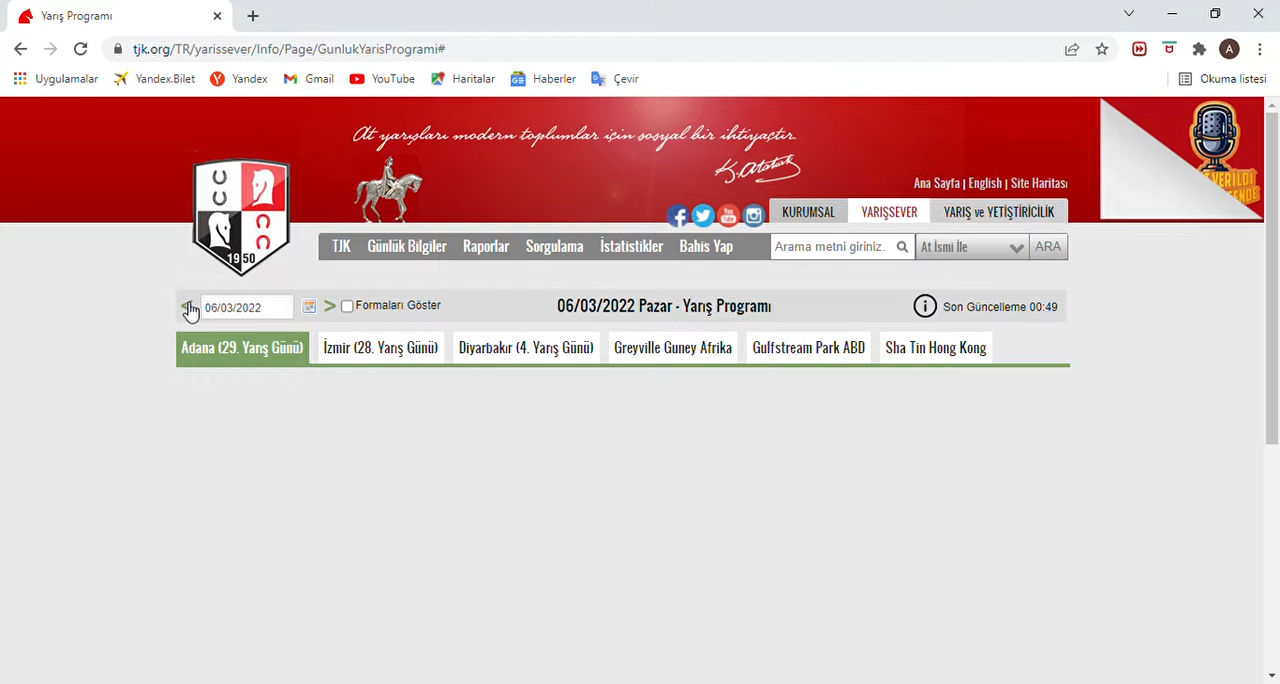 Yarış Programı
tjk.org/TR/yarissever/Info/Page/GunlukYarisProgrami#
A
Uygulamalar Yandex.Bilet Yandex Gmail YouTube Haritalar Haberler Çevir Okuma listesi
At yarışları modern toplumlar için sosyal bir ihtiyaçtır.
K. Atatürk
VERİLDİ
1950
Ana Sayfa | English | Site Haritası
KURUMSAL YARIŞSEVER YARIŞ ve YETİŞTİRİCİLİK
TJK Günlük Bilgiler Raporlar Sorgulama İstatistikler Bahis Yap Arama metni giriniz. At İsmi İle ARA
06/03/2022 Formaları Göster 06/03/2022 Pazar - Yarış Programı Son Güncelleme 00:49
Adana (29. Yarış Günü) İzmir (28. Yarış Günü) Diyarbakır (4. Yarış Günü) Greyville Guney Afrika Gulfstream Park ABD Sha Tin Hong Kong